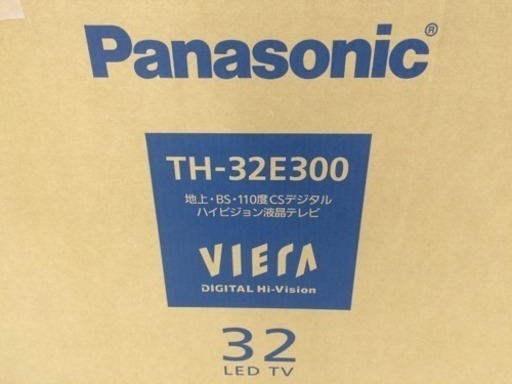 Panasonic®
TH-32E300
地上・BS・110度CSデジタル
ハイビジョン液晶テレビ
VIErA
DIGITAL Hi-Vision
32
LED TV